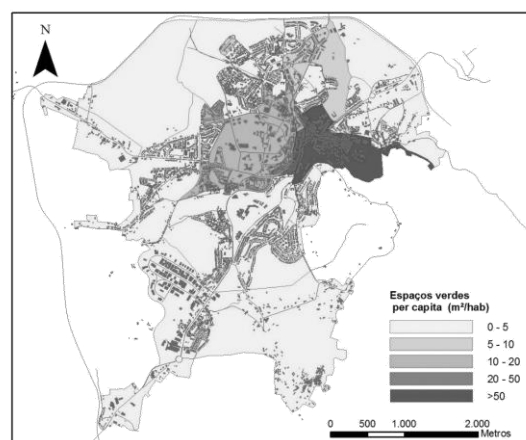 N
Espaços verdes
per capita (m²/hab)
0 - 5
5 - 10
10 - 20
20 - 50
>50
0 500 1.000 2.000
Metros